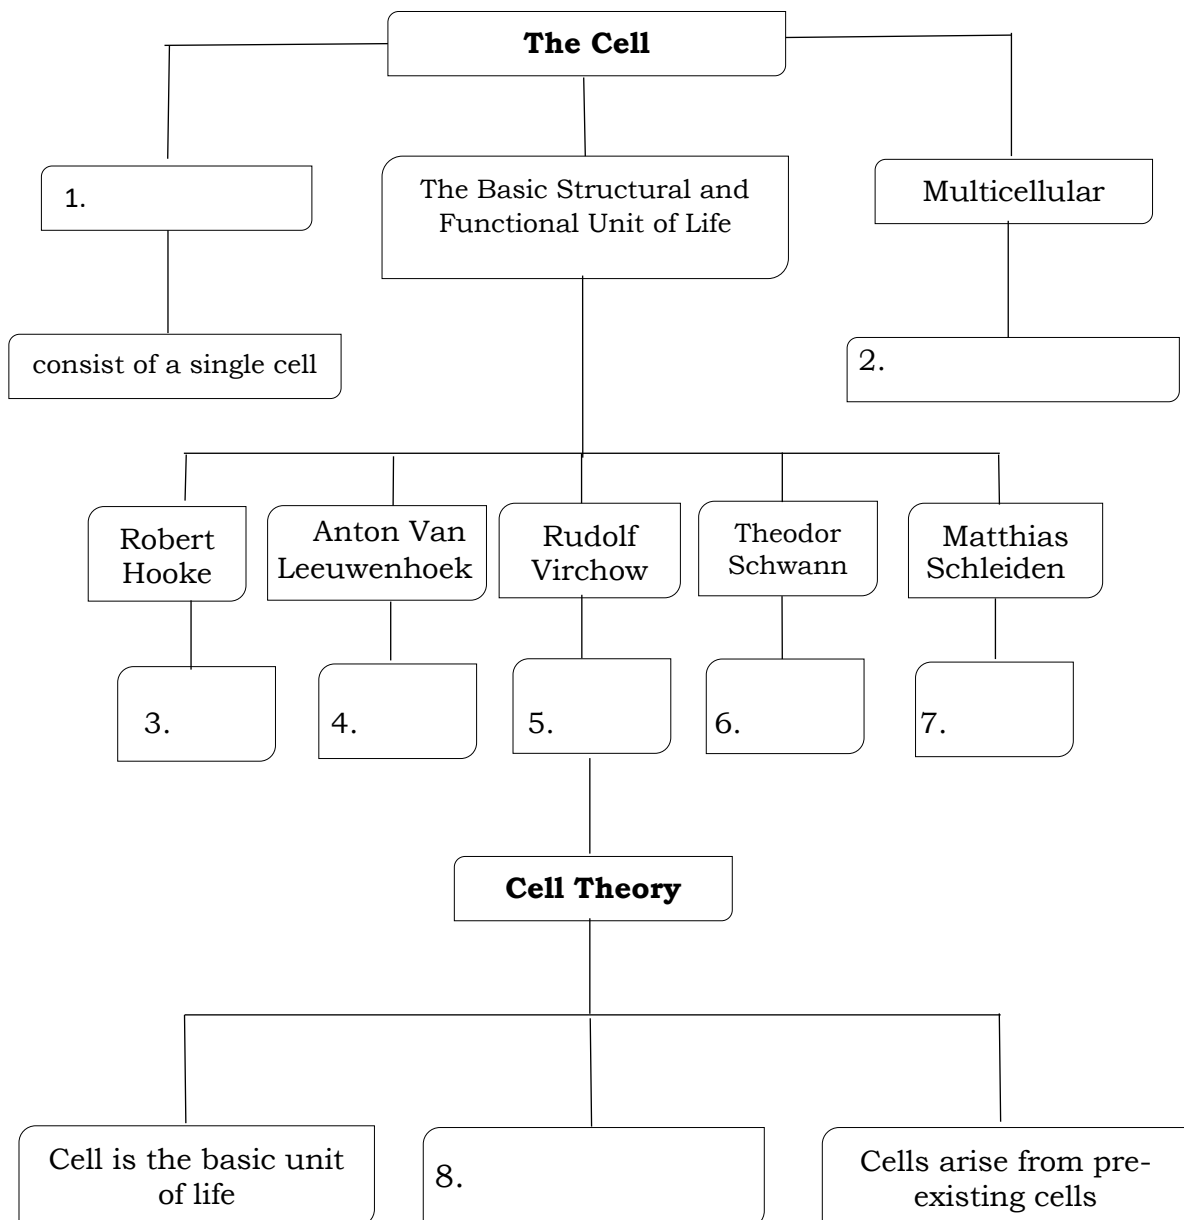 The Cell
1.
The Basic Structural and
Functional Unit of Life
Multicellular
consist of a single cell
2.
Robert
Hooke
Anton Van
Leeuwenhoek
Rudolf
Virchow
Theodor
Schwann
Matthias
Schleiden
3.
4.
5.
6.
7.
Cell Theory
Cell is the basic unit
of life
8.
Cells arise from pre-
existing cells